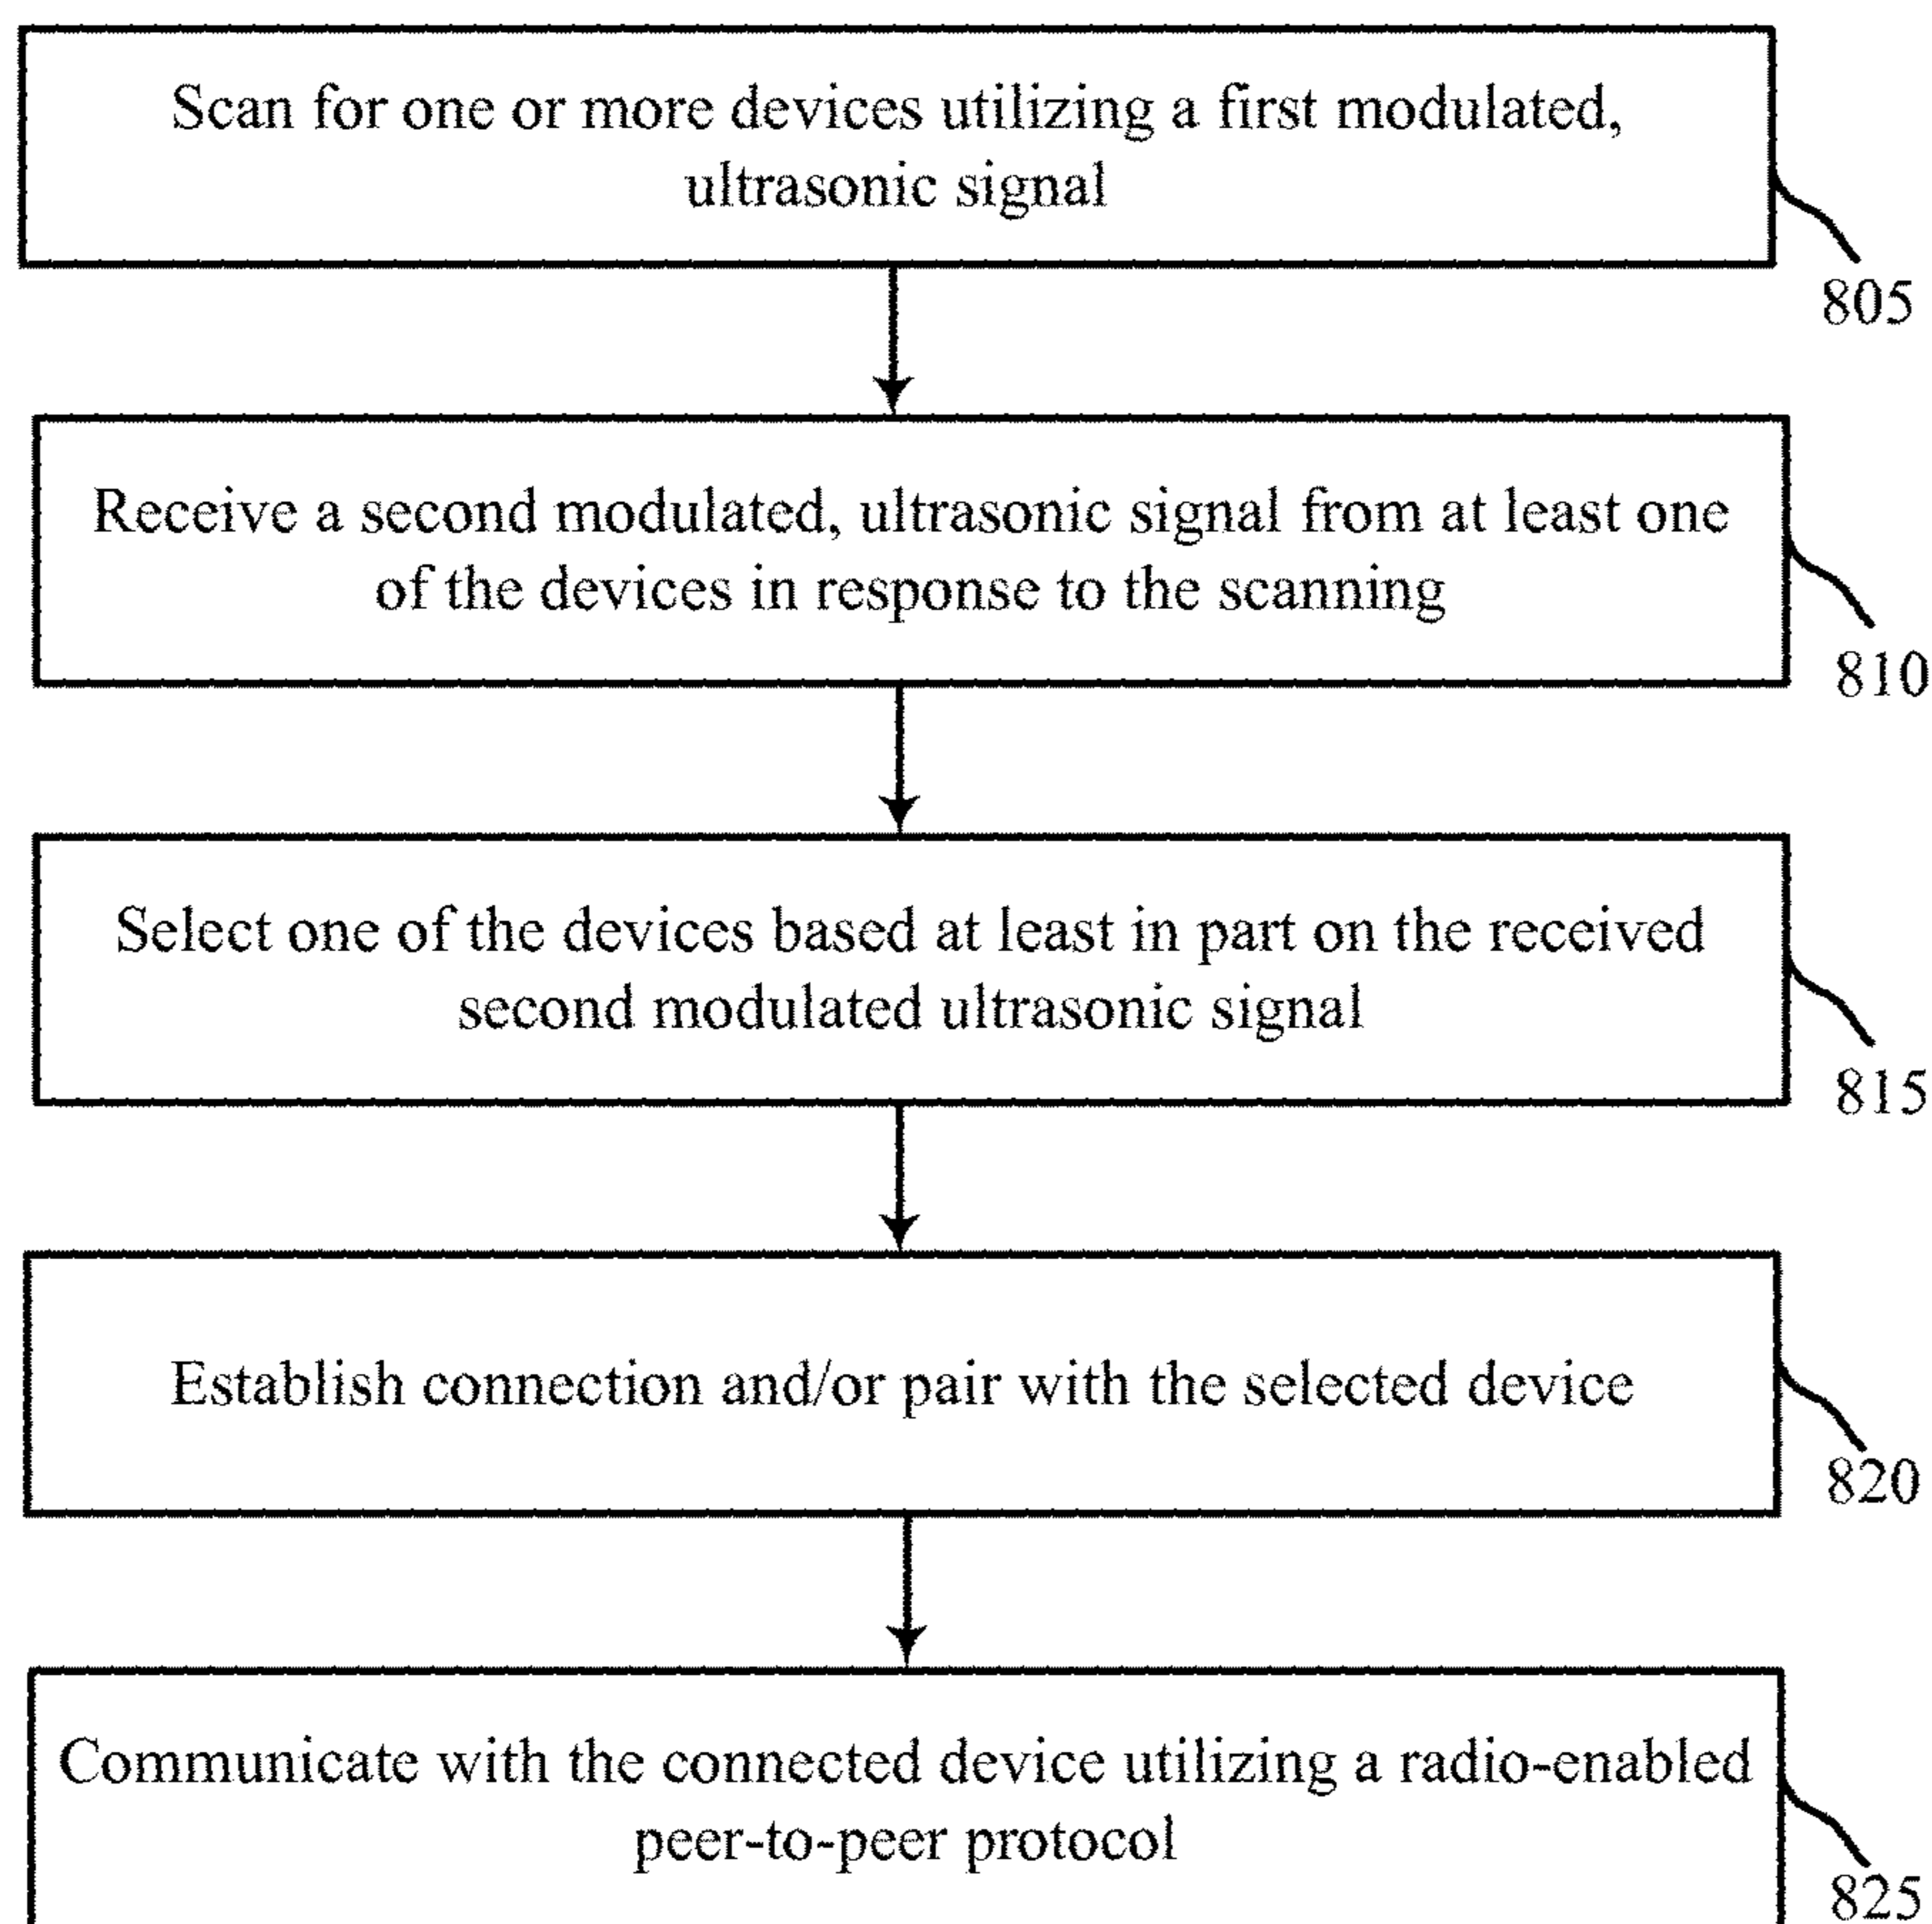 Scan for one or more devices utilizing a first modulated,
ultrasonic signal
805
Receive a second modulated, ultrasonic signal from at least one
of the devices in response to the scanning
810
Select one of the devices based at least in part on the received
second modulated ultrasonic signal
815
Establish connection and/or pair with the selected device
820
Communicate with the connected device utilizing a radio-enabled
peer-to-peer protocol
825